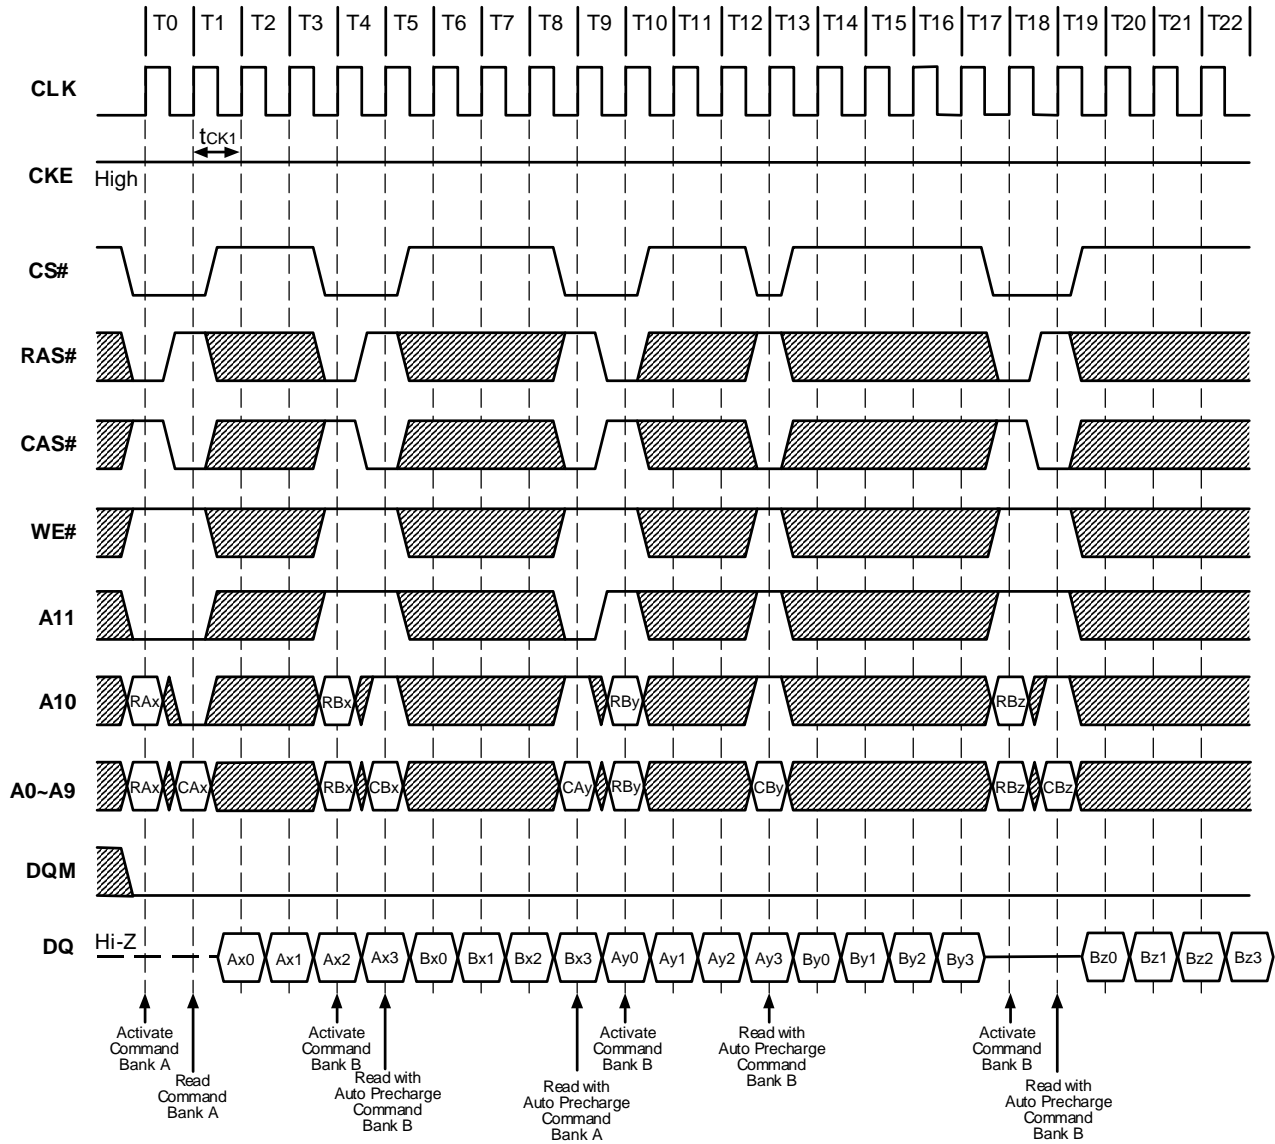 T0 T1 T2 T3 T4 T5 T6 T7 T8 T9 T10 T11 T12 T13 T14 T15 T16 T17 T18 T19 T20 T21 T22
CLK
tCK1
CKE High
CS#
RAS#
CAS#
WE#
A11
A10 RAx RBx RBy RBz
A0~A9 RAx CAx RBx CBx CAy RBy CBy RBz CBz
DQM
DQ Hi-Z Ax0 Ax1 Ax2 Ax3 Bx0 Bx1 Bx2 Bx3 Ay0 Ay1 Ay2 Ay3 By0 By1 By2 By3 Bz0 Bz1 Bz2 Bz3
Activate
Command
Bank A
Read
Command
Bank A
Activate
Command
Bank B
Read with
Auto Precharge
Command
Bank B
Read with
Auto Precharge
Command
Bank A
Activate
Command
Bank B
Read with
Auto Precharge
Command
Bank B
Activate
Command
Bank B
Read with
Auto Precharge
Command
Bank B